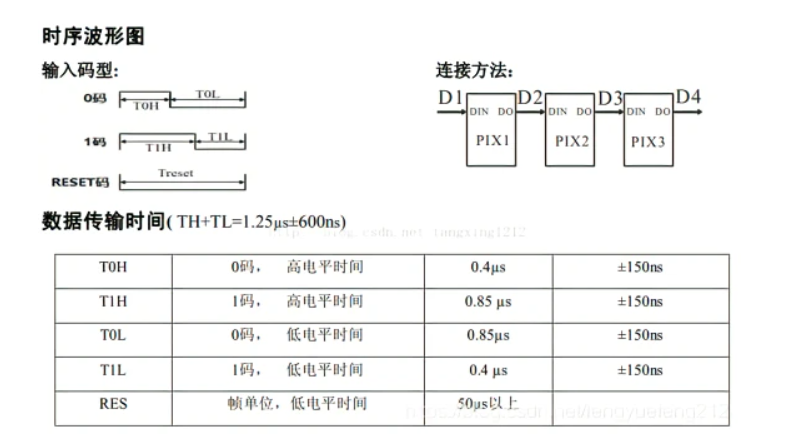 时序波形图
输入码型:
连接方法:
0码 T0H T0L
1码 T1H T1L
RESET码 Treset
D1 D2 D3 D4
DIN DO DIN DO DIN DO
PIX1 PIX2 PIX3
数据传输时间( TH+TL=1.25µs±600ns)
T0H 0码， 高电平时间 0.4µs ±150ns
T1H 1码， 高电平时间 0.85 µs ±150ns
T0L 0码， 低电平时间 0.85µs ±150ns
T1L 1码， 低电平时间 0.4 µs ±150ns
RES 帧单位，低电平时间 50µs以上